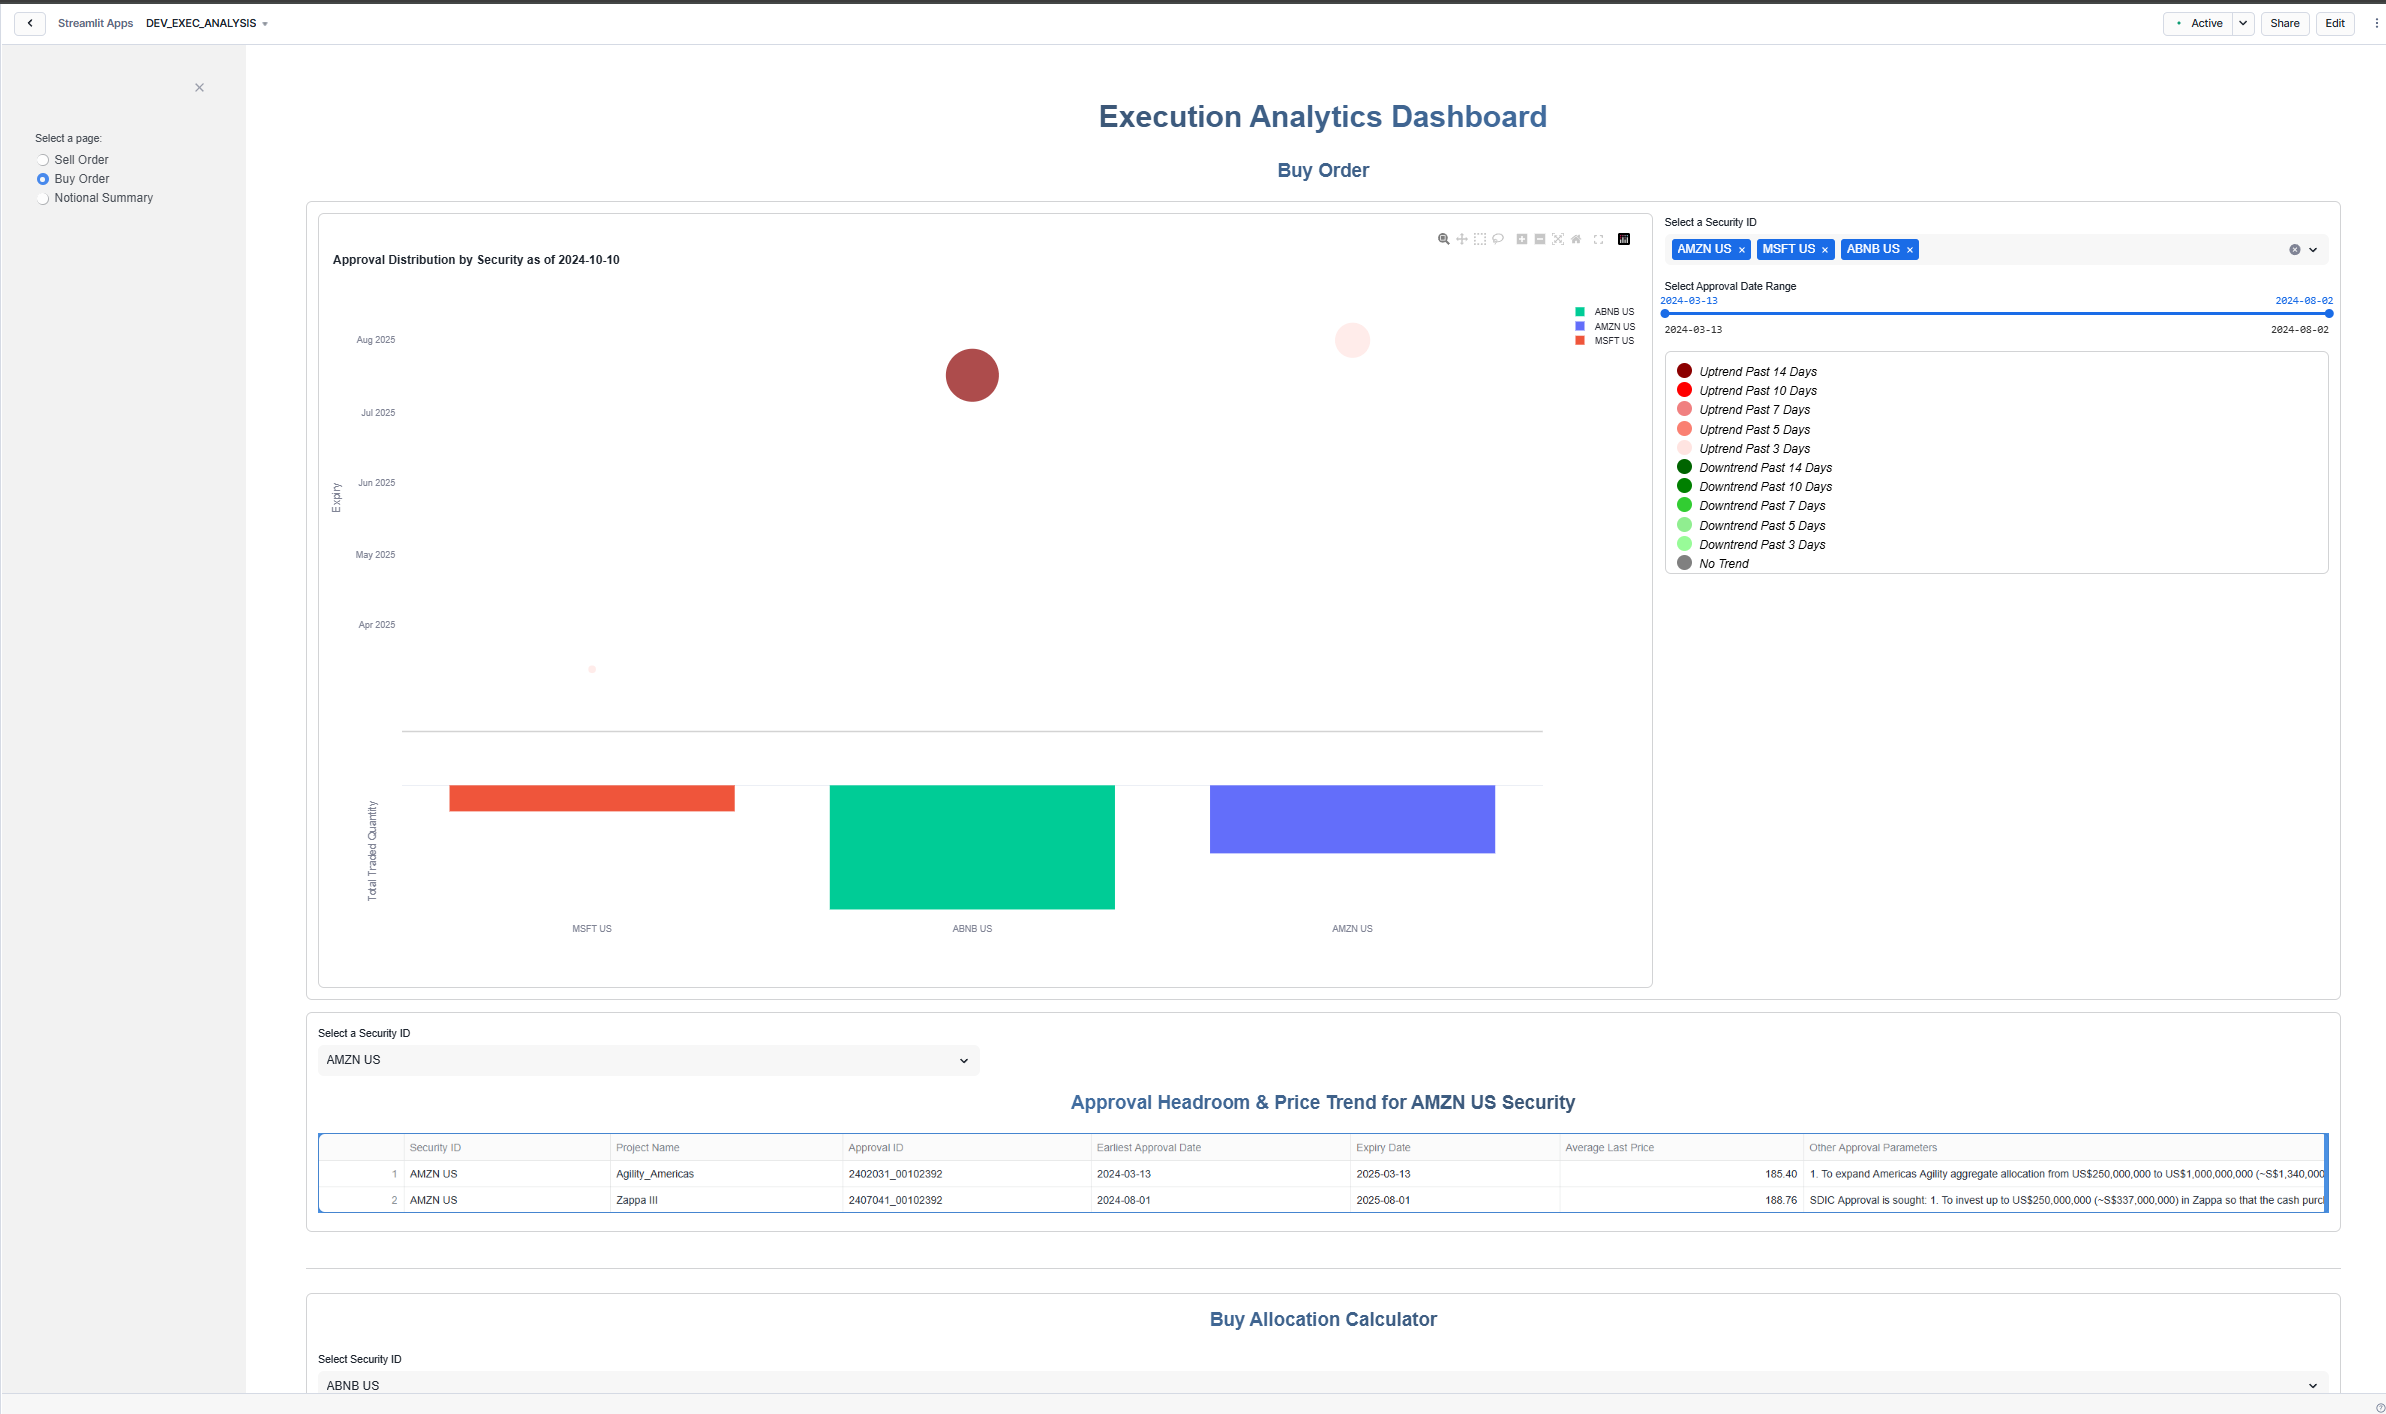 Streamlit Apps DEV_EXEC_ANALYSIS
Active
Share
Edit
Select a page:
Sell Order
Buy Order
Notional Summary
Execution Analytics Dashboard
Buy Order
Approval Distribution by Security as of 2024-10-10
ABNB US
AMZN US
MSFT US
Expiry
Aug 2025
Jul 2025
Jun 2025
May 2025
Apr 2025
Total Traded Quantity
MSFT US
ABNB US
AMZN US
Select a Security ID
AMZN US × MSFT US × ABNB US ×
Select Approval Date Range
2024-03-13 2024-08-02
2024-03-13 2024-08-02
Uptrend Past 14 Days
Uptrend Past 10 Days
Uptrend Past 7 Days
Uptrend Past 5 Days
Uptrend Past 3 Days
Downtrend Past 14 Days
Downtrend Past 10 Days
Downtrend Past 7 Days
Downtrend Past 5 Days
Downtrend Past 3 Days
No Trend
Select a Security ID
AMZN US
Approval Headroom & Price Trend for AMZN US Security
Security ID Project Name Approval ID Earliest Approval Date Expiry Date Average Last Price Other Approval Parameters
1 AMZN US Agility_Americas 2402031_00102392 2024-03-13 2025-03-13 185.40 1. To expand Americas Agility aggregate allocation from US$250,000,000 to US$1,000,000,000 (~S$1,340,000
2 AMZN US Zappa III 2407041_00102392 2024-08-01 2025-08-01 188.76 SDIC Approval is sought: 1. To invest up to US$250,000,000 (~S$337,000,000) in Zappa so that the cash purc
Buy Allocation Calculator
Select Security ID
ABNB US